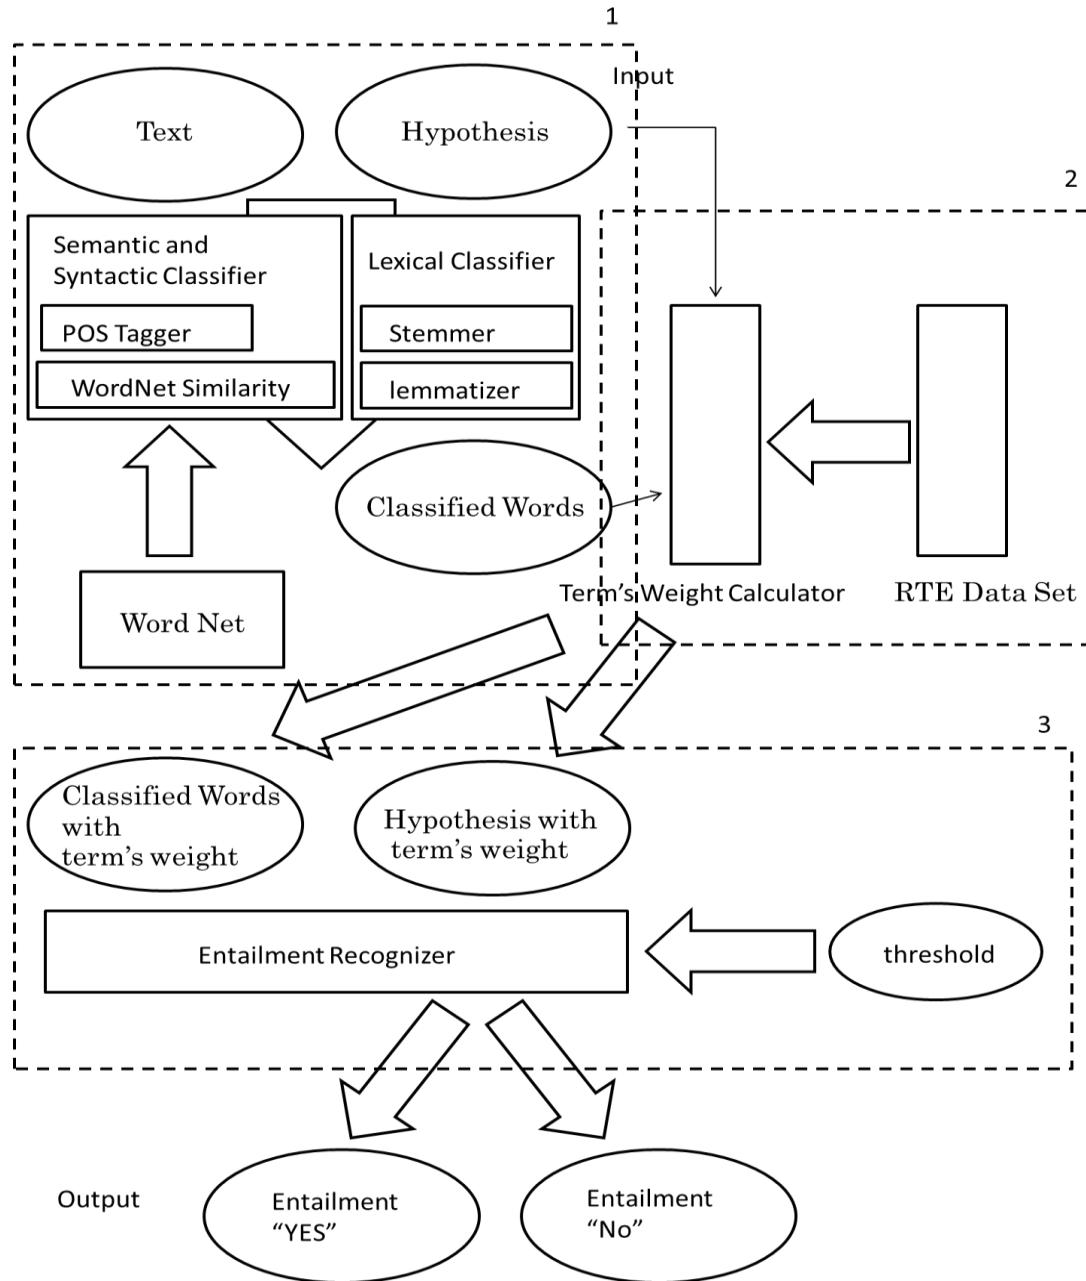 1
Input
Text
Hypothesis
2
Semantic and
Syntactic Classifier
Lexical Classifier
POS Tagger
Stemmer
WordNet Similarity
lemmatizer
Classified Words
Term's Weight Calculator
RTE Data Set
Word Net
3
Classified Words
with
term's weight
Hypothesis with
term's weight
Entailment Recognizer
threshold
Output
Entailment
“YES”
Entailment
“No”